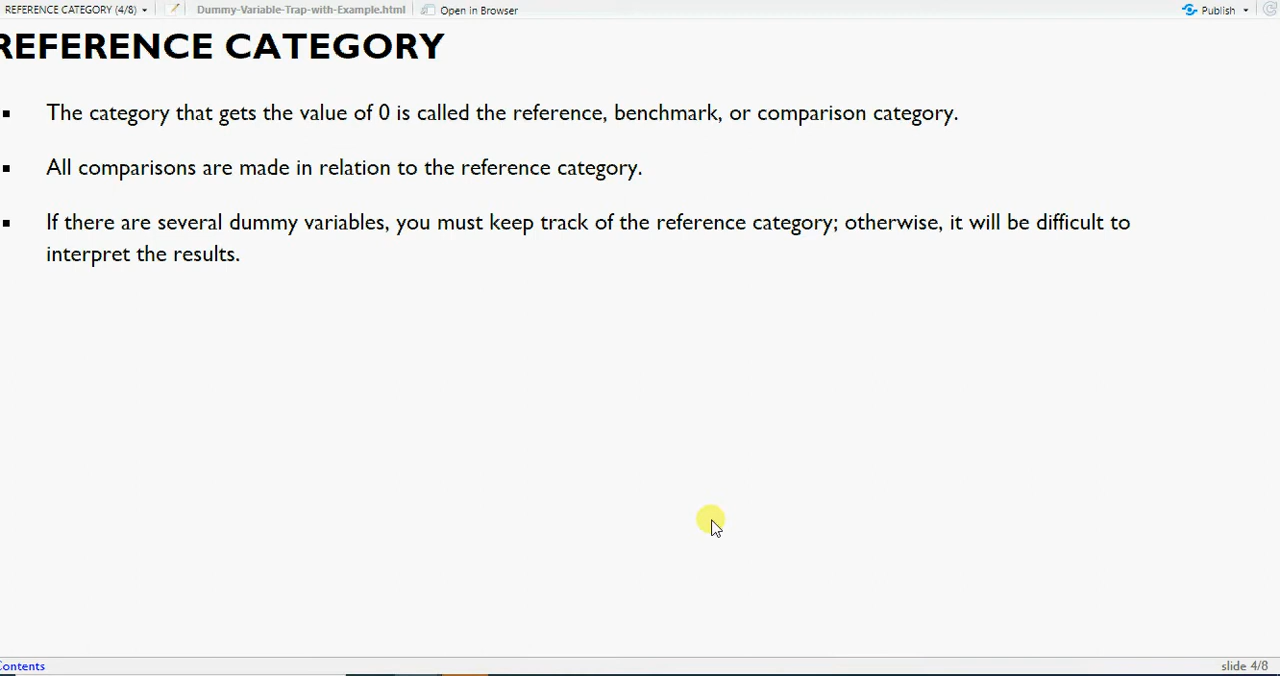 REFERENCE CATEGORY (4/8) Dummy-Variable-Trap-with-Example.html Open in Browser Publish
REFERENCE CATEGORY
The category that gets the value of 0 is called the reference, benchmark, or comparison category.
All comparisons are made in relation to the reference category.
If there are several dummy variables, you must keep track of the reference category; otherwise, it will be difficult to
interpret the results.
Contents slide 4/8